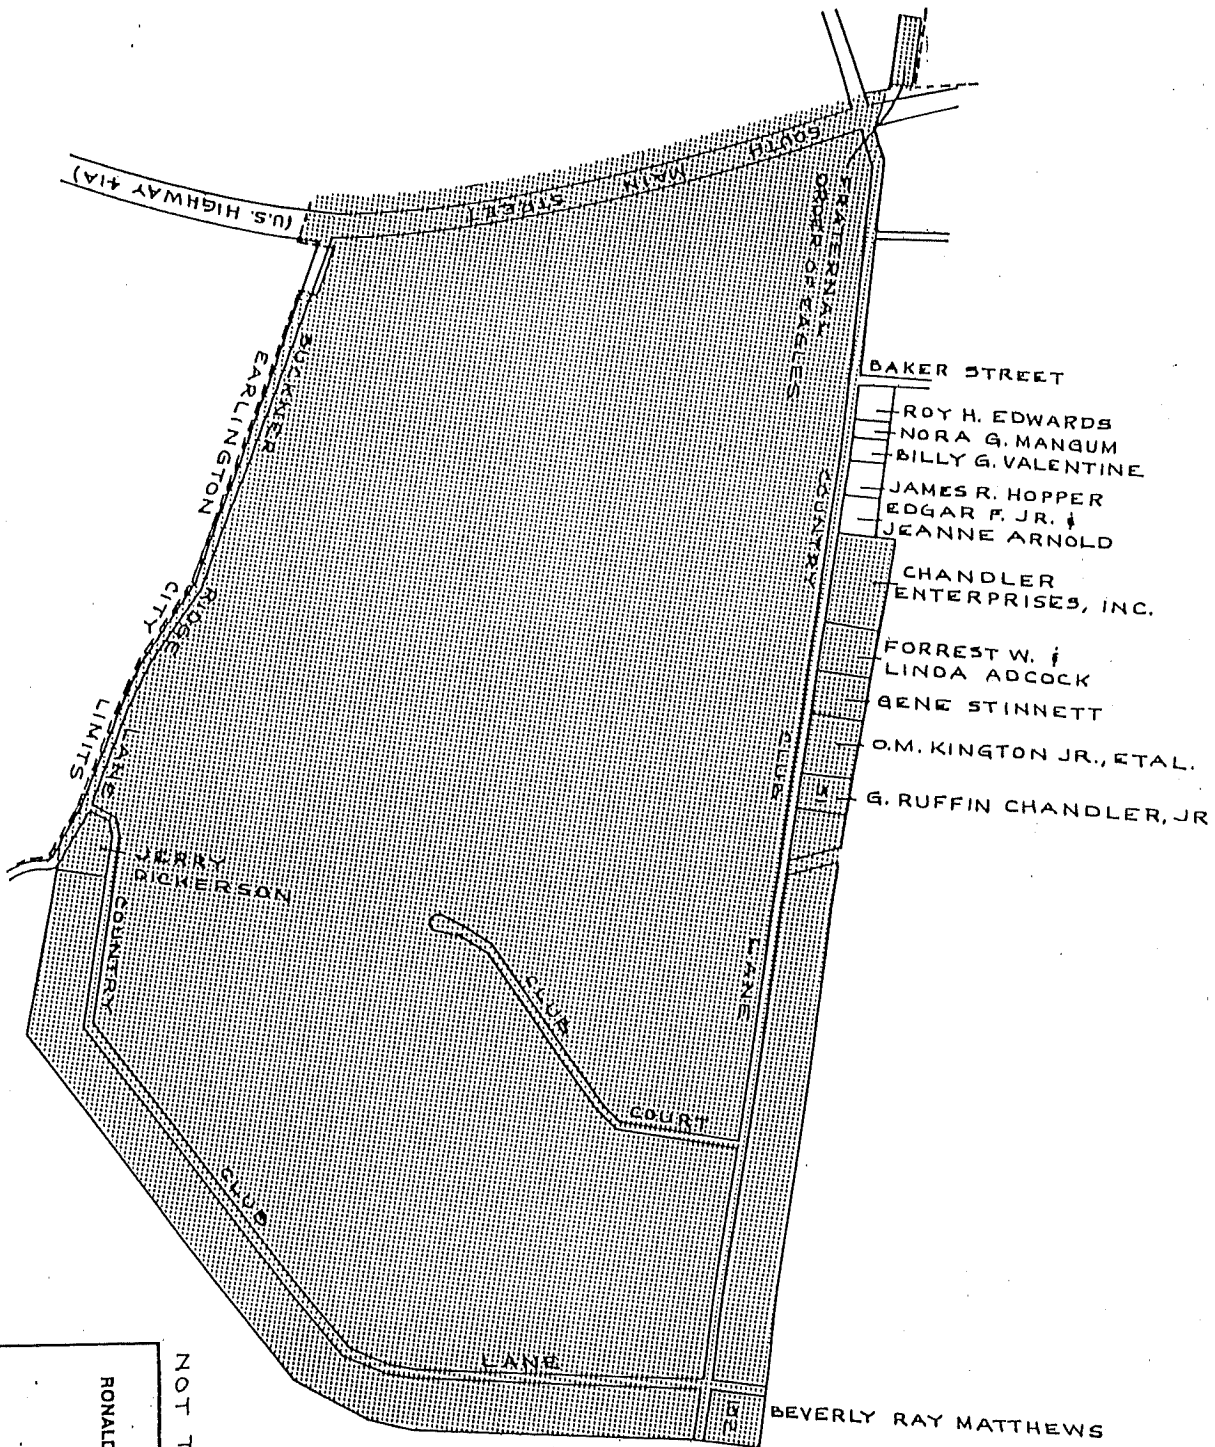 SOUTH
MAIN
STREET
(U.S. HIGHWAY 41A)
FRATERNAL
ORDER OF EAGLES
BAKER STREET
ROY H. EDWARDS
NORA G. MANGUM
BILLY G. VALENTINE
JAMES R. HOPPER
EDGAR F. JR. &
JEANNE ARNOLD
CHANDLER
ENTERPRISES, INC.
FORREST W. &
LINDA ADCOCK
GENE STINNETT
O.M. KINGTON JR., ETAL.
G. RUFFIN CHANDLER, JR
COUNTRY
CLUB
LANE
EARLINGTON
CITY
LIMITS
RIDGE
LANE
JERRY
DICKERSON
COUNTRY
CLUB
LANE
CLUB
COURT
BEVERLY RAY MATTHEWS
NOT